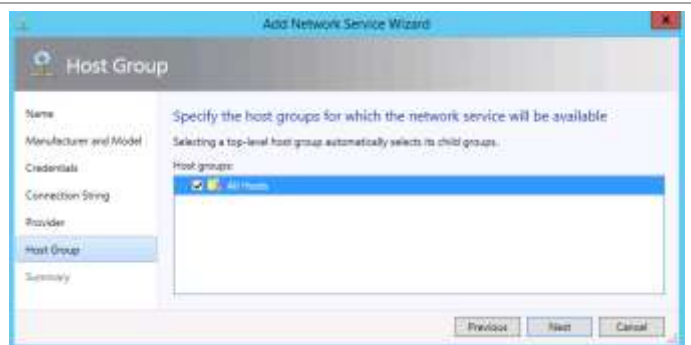 Add Network Service Wizard
Host Group
Name
Manufacturer and Model
Credentials
Connection String
Provider
Host Group
Summary
Specify the host groups for which the network service will be available
Selecting a top-level host group automatically selects its child groups.
Host groups:
All Hosts
Previous
Next
Cancel